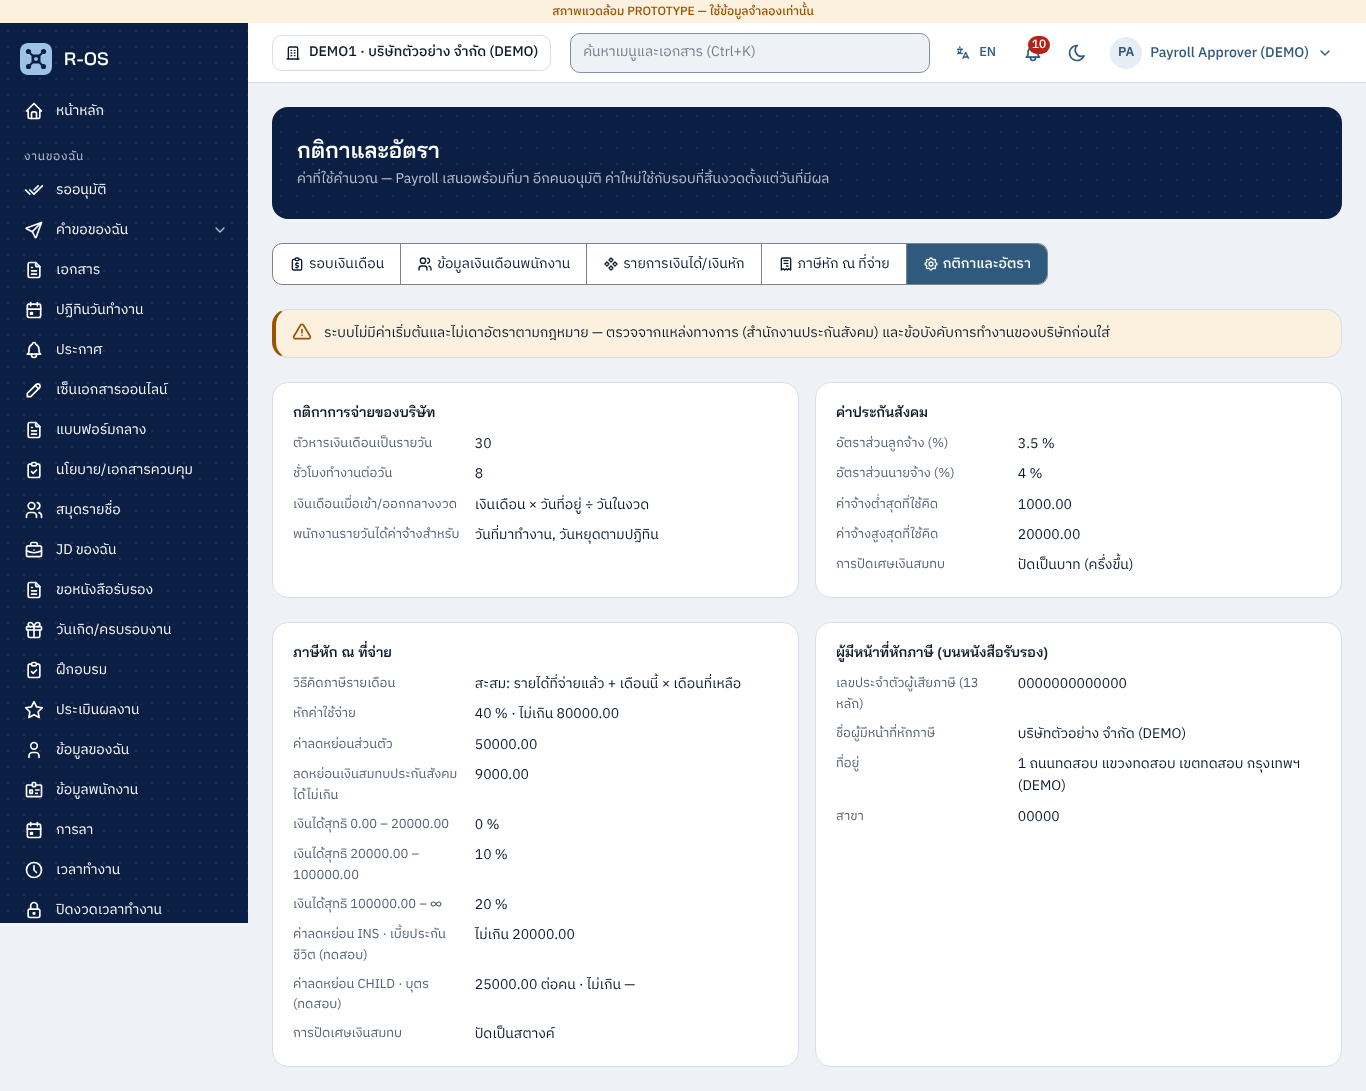 สภาพแวดล้อม PROTOTYPE — ใช้ข้อมูลจำลองเท่านั้น
R-OS
DEMO1 · บริษัทตัวอย่าง จำกัด (DEMO)
ค้นหาเมนูและเอกสาร (Ctrl+K)
EN
10
PA
Payroll Approver (DEMO)
หน้าหลัก
งานของฉัน
รออนุมัติ
คำขอของฉัน
เอกสาร
ปฏิทินวันทำงาน
ประกาศ
เซ็นเอกสารออนไลน์
แบบฟอร์มกลาง
นโยบาย/เอกสารควบคุม
สมุดรายชื่อ
JD ของฉัน
ขอหนังสือรับรอง
วันเกิด/ครบรอบงาน
ฝึกอบรม
ประเมินผลงาน
ข้อมูลของฉัน
ข้อมูลพนักงาน
การลา
เวลาทำงาน
ปิดงวดเวลาทำงาน
กติกาและอัตรา
ค่าที่ใช้คำนวณ — Payroll เสนอพร้อมที่มา อีกคนอนุมัติ ค่าใหม่ใช้กับรอบที่สิ้นงวดตั้งแต่วันที่มีผล
รอบเงินเดือน
ข้อมูลเงินเดือนพนักงาน
รายการเงินได้/เงินหัก
ภาษีหัก ณ ที่จ่าย
กติกาและอัตรา
ระบบไม่มีค่าเริ่มต้นและไม่เดาอัตราตามกฎหมาย — ตรวจจากแหล่งทางการ (สำนักงานประกันสังคม) และข้อบังคับการทำงานของบริษัทก่อนใส่
กติกาการจ่ายของบริษัท
ตัวหารเงินเดือนเป็นรายวัน 30
ชั่วโมงทำงานต่อวัน 8
เงินเดือนเมื่อเข้า/ออกกลางงวด เงินเดือน × วันที่อยู่ ÷ วันในงวด
พนักงานรายวันได้ค่าจ้างสำหรับ วันที่มาทำงาน, วันหยุดตามปฏิทิน
ค่าประกันสังคม
อัตราส่วนลูกจ้าง (%) 3.5 %
อัตราส่วนนายจ้าง (%) 4 %
ค่าจ้างต่ำสุดที่ใช้คิด 1000.00
ค่าจ้างสูงสุดที่ใช้คิด 20000.00
การปัดเศษเงินสมทบ ปัดเป็นบาท (ครึ่งขึ้น)
ภาษีหัก ณ ที่จ่าย
วิธีคิดภาษีรายเดือน สะสม: รายได้ที่จ่ายแล้ว + เดือนนี้ × เดือนที่เหลือ
หักค่าใช้จ่าย 40 % · ไม่เกิน 80000.00
ค่าลดหย่อนส่วนตัว 50000.00
ลดหย่อนเงินสมทบประกันสังคม 9000.00
ได้ไม่เกิน
เงินได้สุทธิ 0.00 – 20000.00 0 %
เงินได้สุทธิ 20000.00 – 10 %
100000.00
เงินได้สุทธิ 100000.00 – ∞ 20 %
ค่าลดหย่อน INS · เบี้ยประกัน ไม่เกิน 20000.00
ชีวิต (ทดสอบ)
ค่าลดหย่อน CHILD · บุตร 25000.00 ต่อคน · ไม่เกิน —
(ทดสอบ)
การปัดเศษเงินสมทบ ปัดเป็นสตางค์
ผู้มีหน้าที่หักภาษี (บนหนังสือรับรอง)
เลขประจำตัวผู้เสียภาษี (13 0000000000000
หลัก)
ชื่อผู้มีหน้าที่หักภาษี บริษัทตัวอย่าง จำกัด (DEMO)
ที่อยู่ 1 ถนนทดสอบ แขวงทดสอบ เขตทดสอบ กรุงเทพฯ
(DEMO)
สาขา 00000